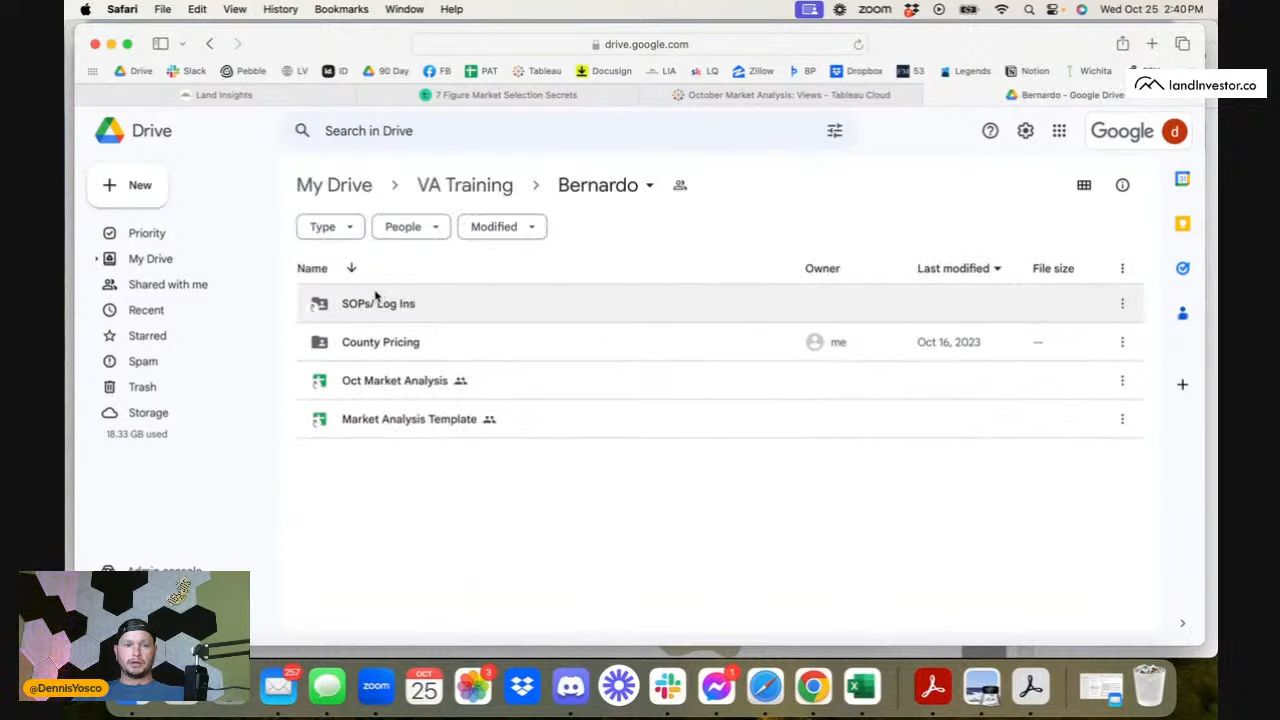 Safari File Edit View History Bookmarks Window Help zoom Wed Oct 25 2:40 PM
drive.google.com
Drive Slack Pebble LV ID 90 Day FB PAT Tableau Docusign LIA LQ Zillow BP Dropbox 53 Legends Notion Wichita
landInvestor.co
Land Insights 7 Figure Market Selection Secrets October Market Analysis: Views - Tableau Cloud Bernardo - Google Drive
Drive Search in Drive Google d
New
My Drive > VA Training > Bernardo
Type People Modified
Priority
My Drive
Shared with me
Recent
Starred
Spam
Trash
Storage
18.33 GB used
Name Owner Last modified File size
SOPs/ Log Ins
County Pricing me Oct 16, 2023 —
Oct Market Analysis
Market Analysis Template
@DennisYosco
257 zoom OCT 25 3 1